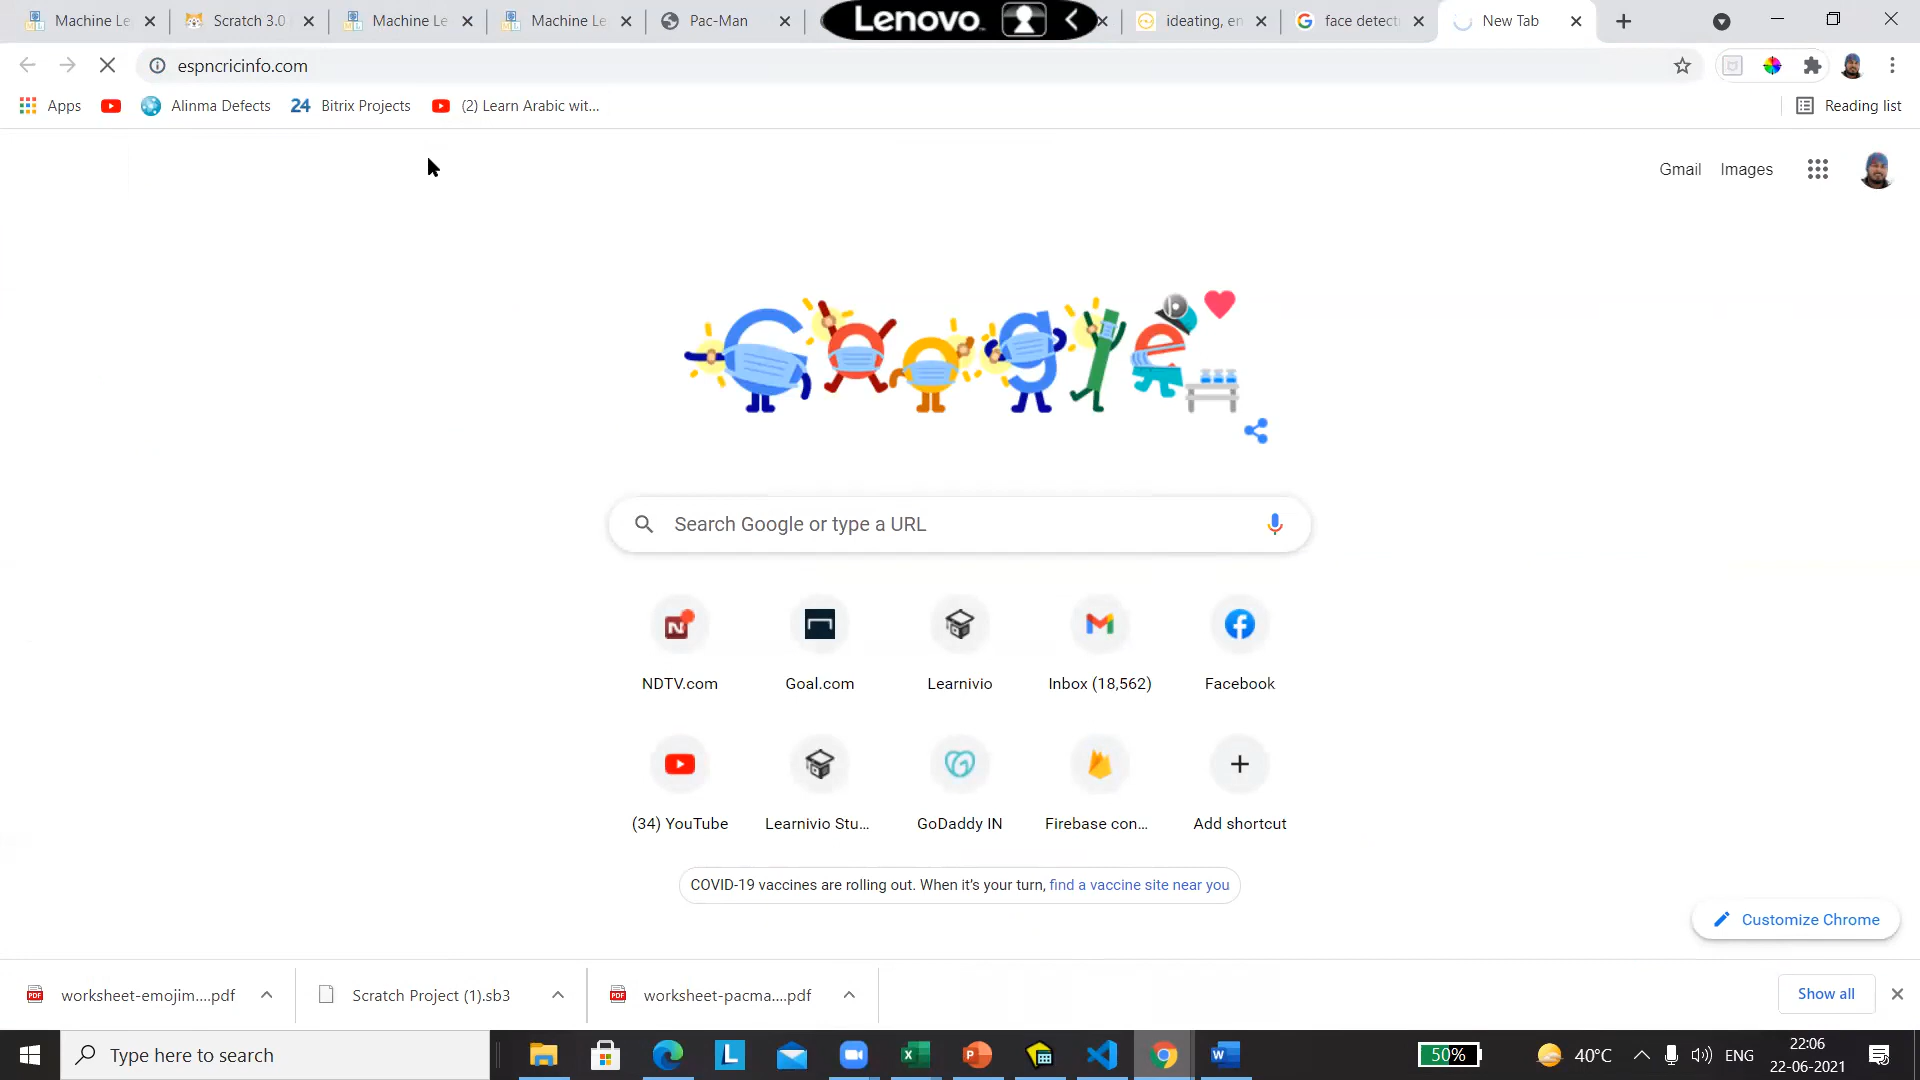 Machine Le
Scratch 3.0
Machine Le
Machine Le
Pac-Man
Lenovo
ideating, en
face detect
New Tab
espncricinfo.com
Apps
Alinma Defects
24 Bitrix Projects
(2) Learn Arabic wit...
Reading list
Gmail
Images
Google
Search Google or type a URL
NDTV.com
Goal.com
Learnivio
Inbox (18,562)
Facebook
(34) YouTube
Learnivio Stu...
GoDaddy IN
Firebase con...
Add shortcut
COVID-19 vaccines are rolling out. When it's your turn, find a vaccine site near you
Customize Chrome
worksheet-emojim....pdf
Scratch Project (1).sb3
worksheet-pacma....pdf
Show all
Type here to search
50%
40°C
ENG
22:06
22-06-2021